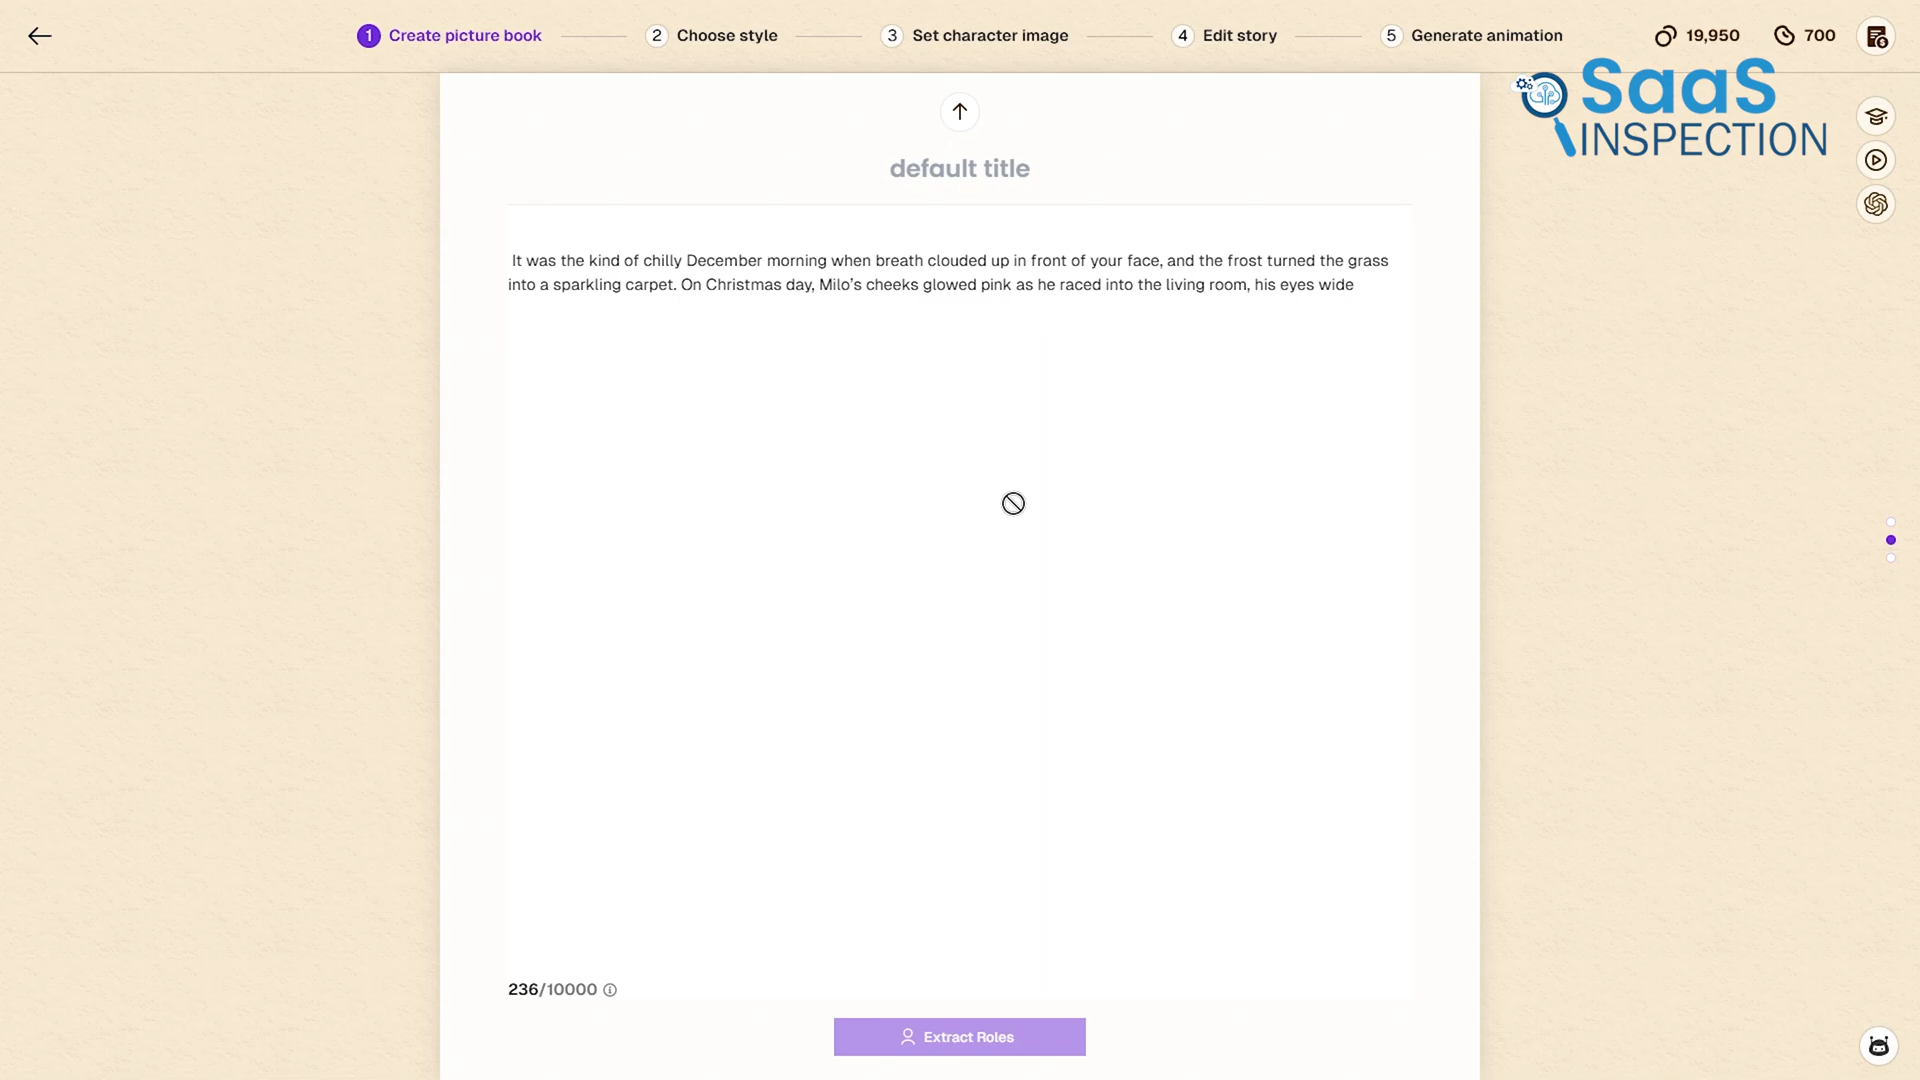 1 Create picture book 2 Choose style 3 Set character image 4 Edit story 5 Generate animation 19,950 700
SaaS
INSPECTION
default title
It was the kind of chilly December morning when breath clouded up in front of your face, and the frost turned the grass
into a sparkling carpet. On Christmas day, Milo’s cheeks glowed pink as he raced into the living room, his eyes wide
236/10000
Extract Roles